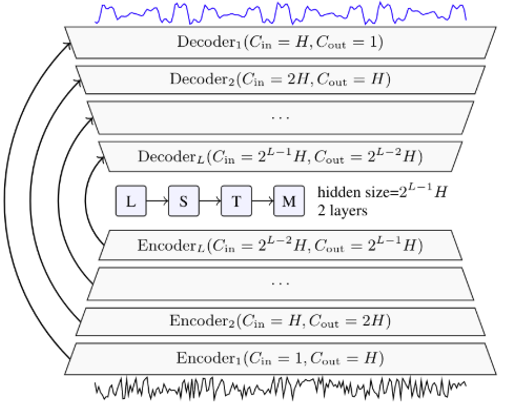 Decoder₁(C_in = H, C_out = 1)
Decoder₂(C_in = 2H, C_out = H)
...
Decoder_L(C_in = 2^{L−1}H, C_out = 2^{L−2}H)
L S T M
hidden size=2^{L−1}H
2 layers
Encoder_L(C_in = 2^{L−2}H, C_out = 2^{L−1}H)
...
Encoder₂(C_in = H, C_out = 2H)
Encoder₁(C_in = 1, C_out = H)